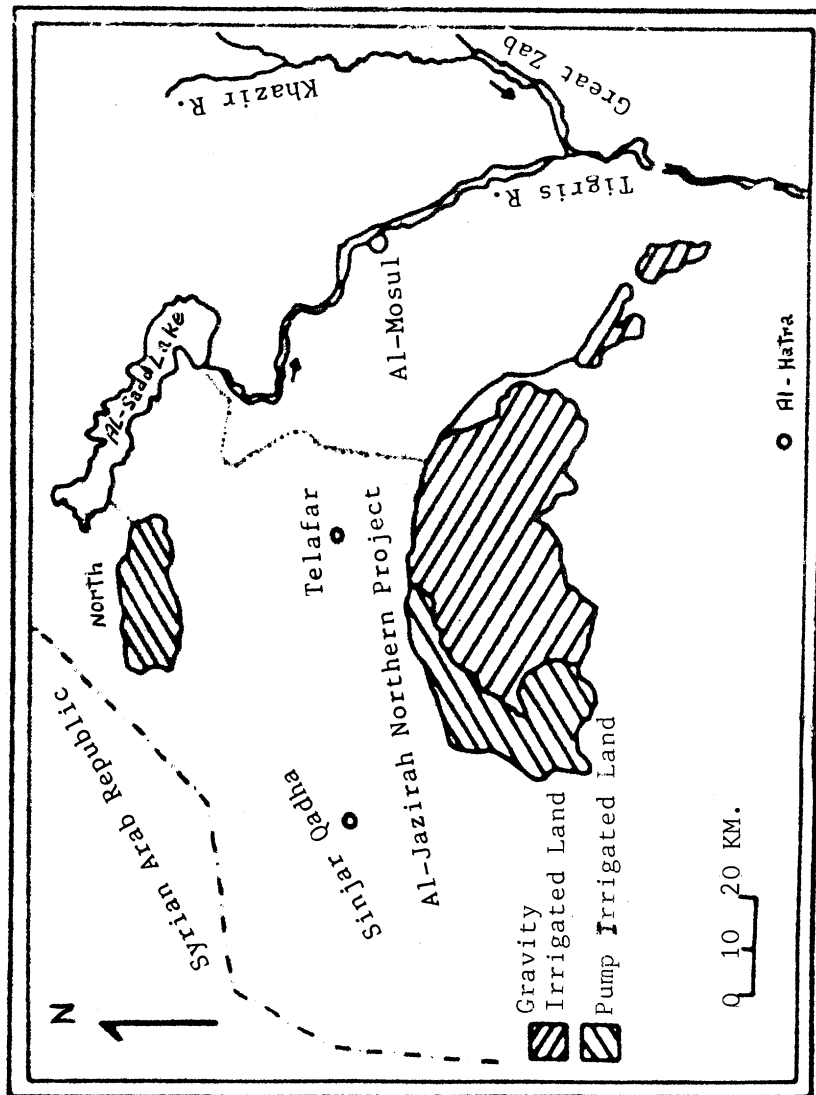 N
Syrian Arab Republic
North
AL-Sadd Lake
Khazir R.
Great Zab
Tigris R.
Al-Mosul
Telafar
Sinjar Qadha
Al-Jazirah Northern Project
Al-Hatra
Gravity
Irrigated Land
Pump Irrigated Land
0 10 20 KM.